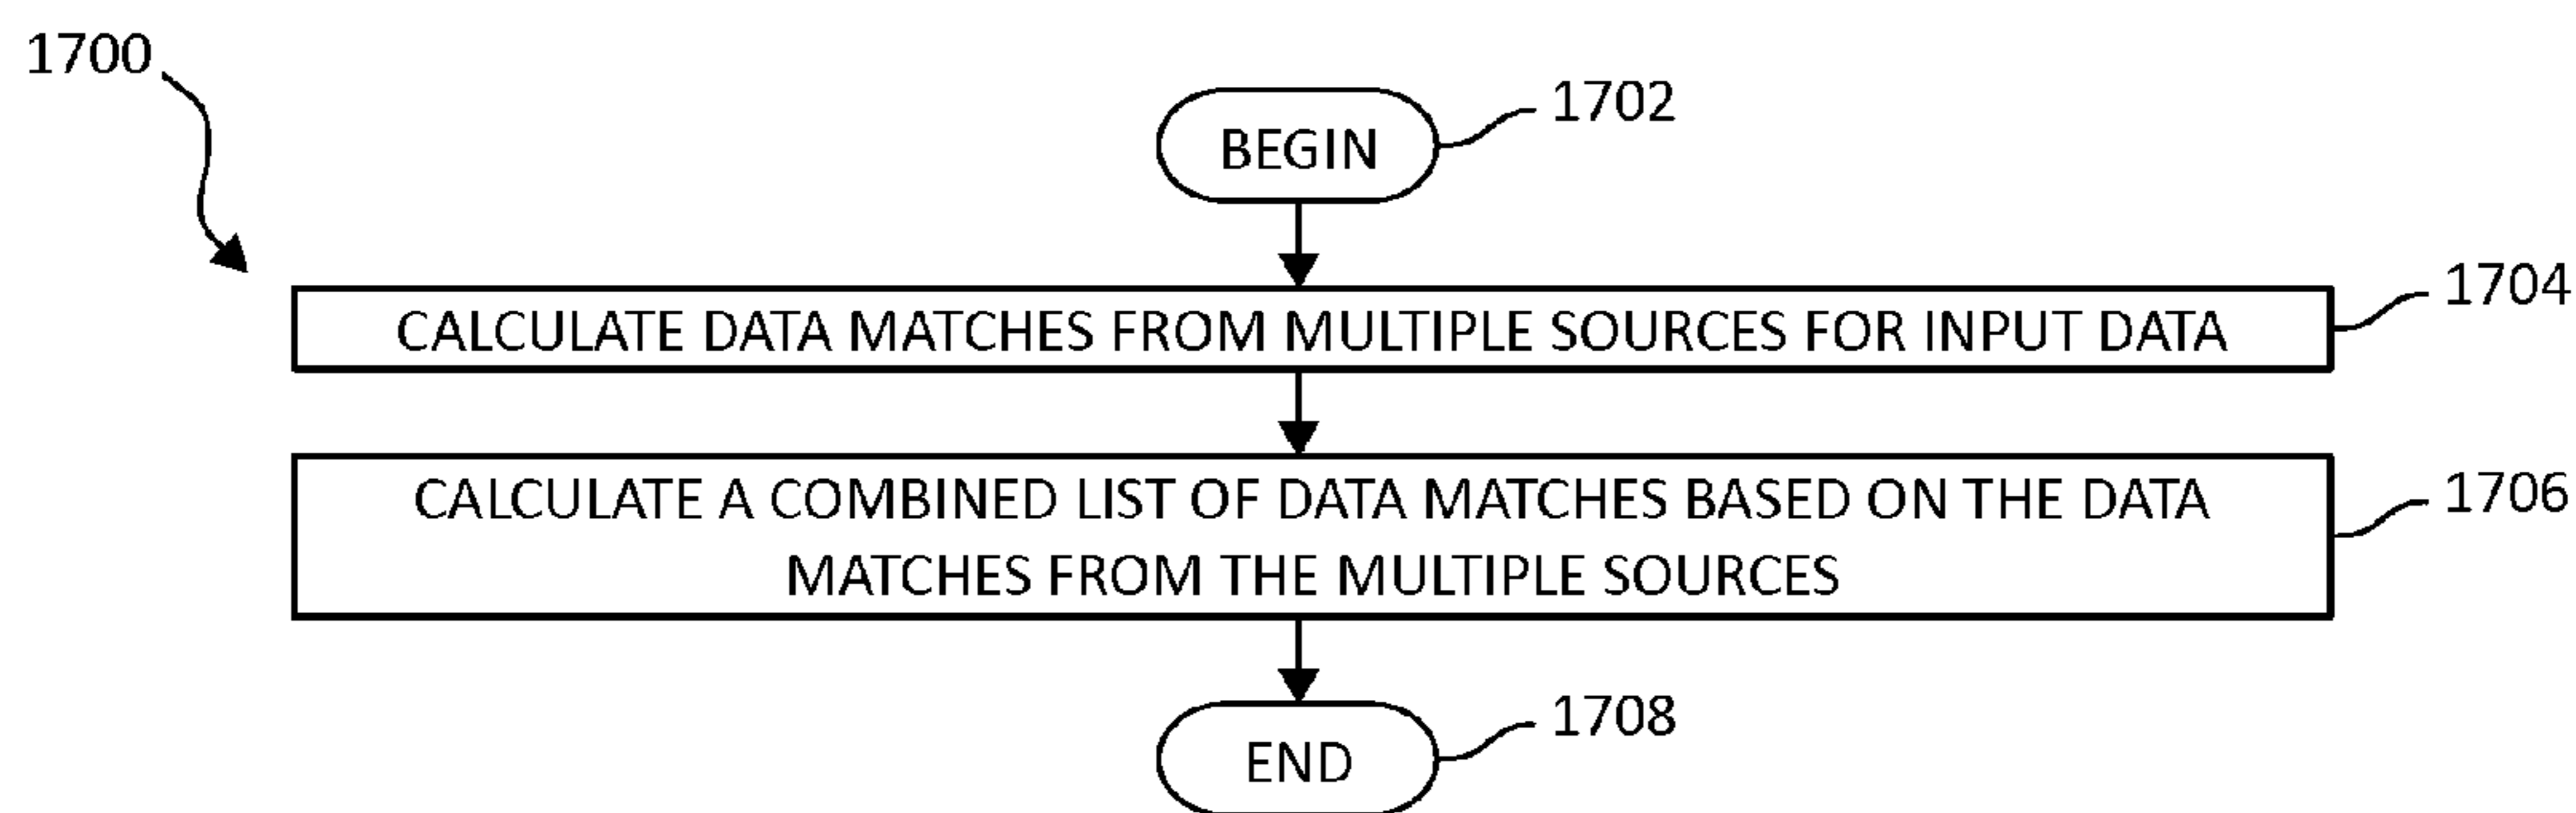 1700
BEGIN
1702
CALCULATE DATA MATCHES FROM MULTIPLE SOURCES FOR INPUT DATA
1704
CALCULATE A COMBINED LIST OF DATA MATCHES BASED ON THE DATA
MATCHES FROM THE MULTIPLE SOURCES
1706
END
1708